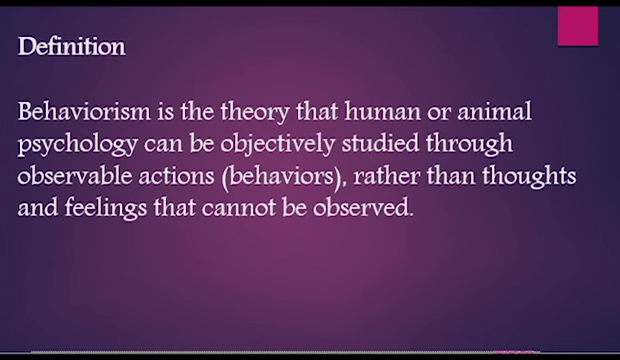 Definition
Behaviorism is the theory that human or animal
psychology can be objectively studied through
observable actions (behaviors), rather than thoughts
and feelings that cannot be observed.